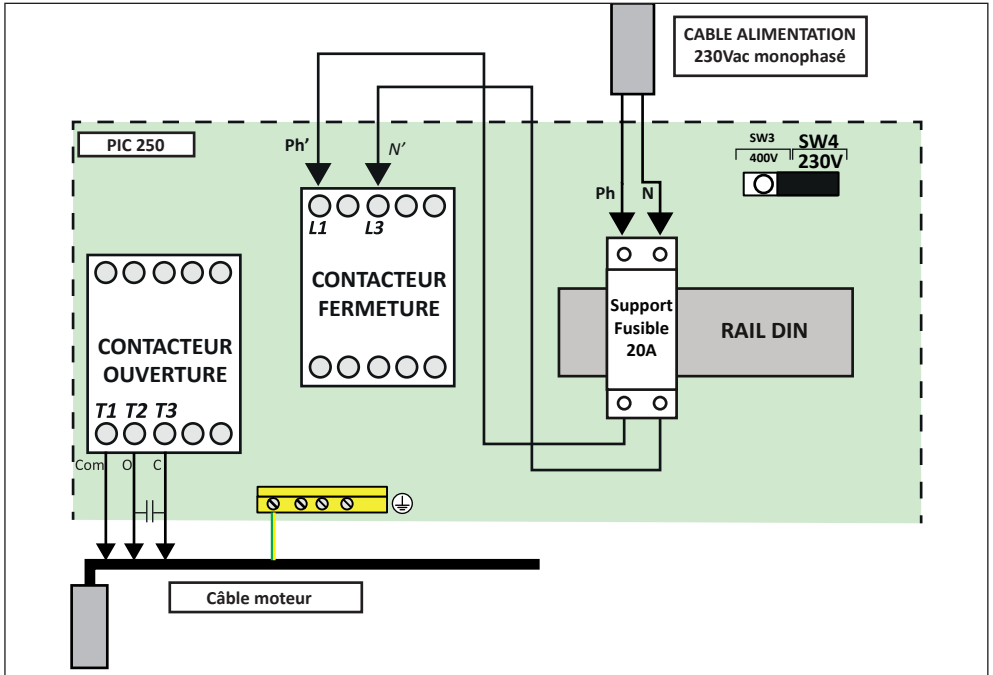 CABLE ALIMENTATION
230Vac monophasé
PIC 250
Ph'
N'
SW3
SW4
400V
230V
Ph
N
L1
L3
CONTACTEUR
FERMETURE
CONTACTEUR
OUVERTURE
T1 T2 T3
Support
Fusible
20A
RAIL DIN
Com
O
C
Câble moteur